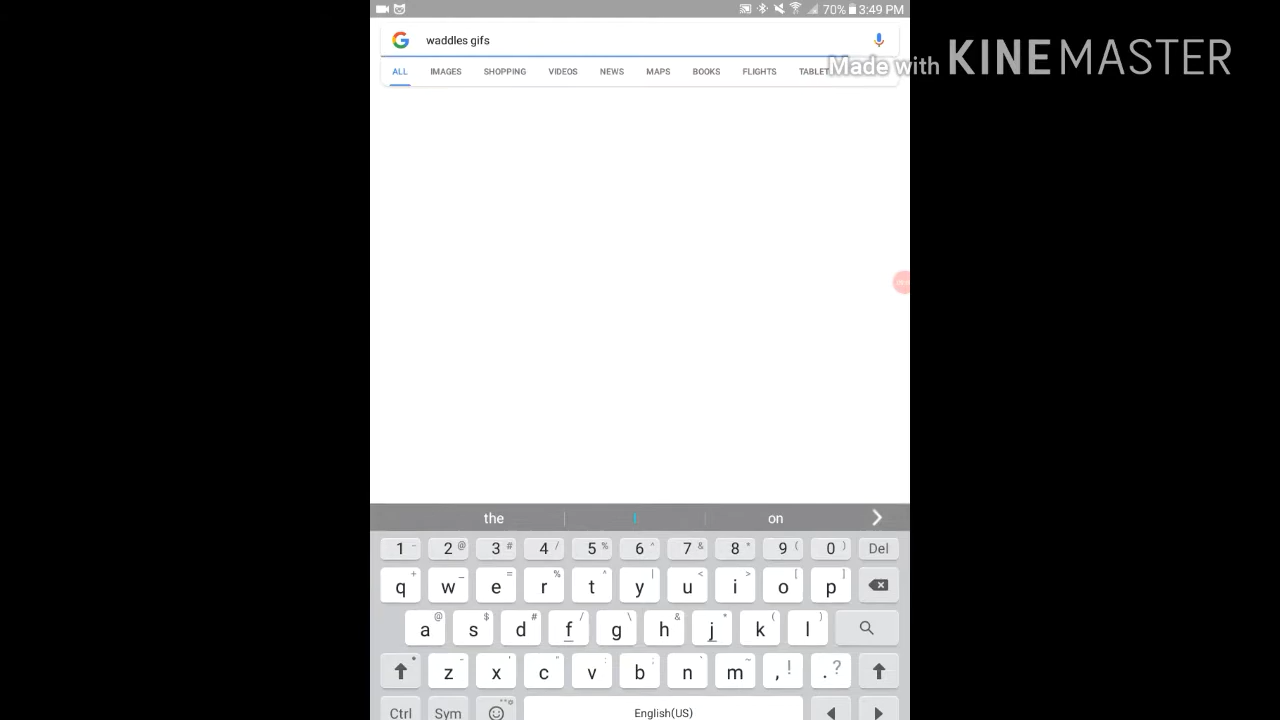 70% 3:49 PM
waddles gifs
Made with KINEMASTER
ALL IMAGES SHOPPING VIDEOS NEWS MAPS BOOKS FLIGHTS TABLET
the i on
1 - 2 @ 3 # 4 / 5 % 6 ^ 7 & 8 * 9 ( 0 ) Del
q + w _ e = r % t ^ y | u < i > o [ p ]
a @ s $ d # f / g \ h & j * k ( l )
z - x ' c " v : b ; n ` m ~ , ! . ?
Ctrl Sym English(US)